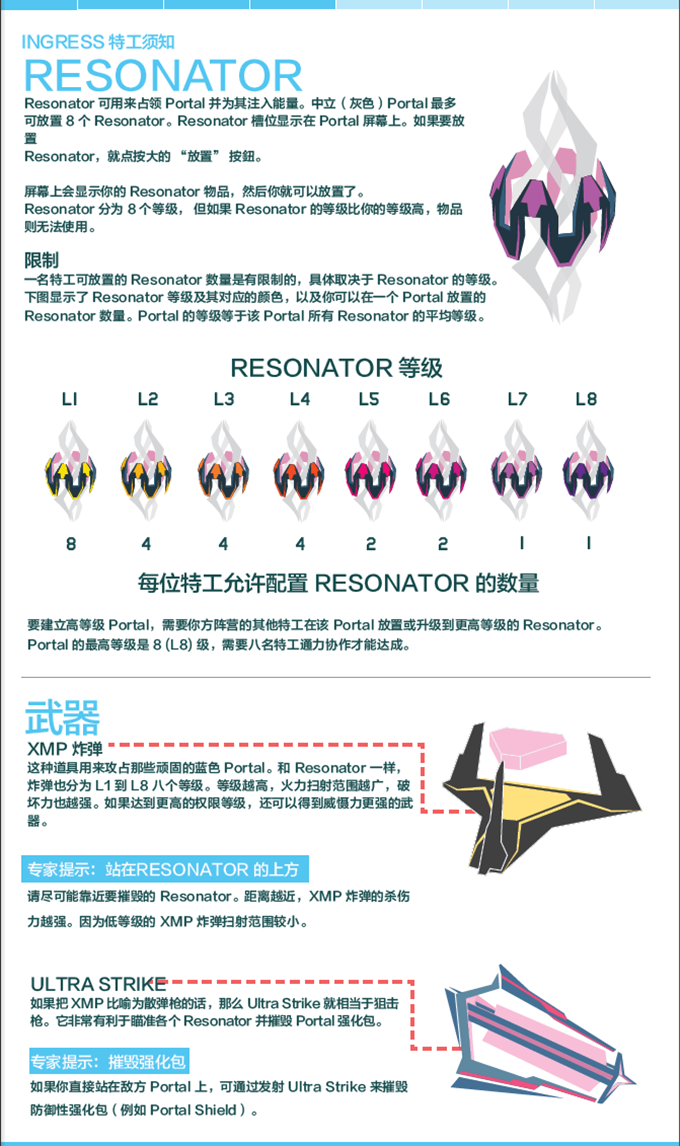 INGRESS 特工须知
RESONATOR
Resonator 可用来占领 Portal 并为其注入能量。中立（灰色）Portal 最多
可放置 8 个 Resonator。Resonator 槽位显示在 Portal 屏幕上。如果要放
置
Resonator，就点按大的 “放置” 按鈕。
屏幕上会显示你的 Resonator 物品，然后你就可以放置了。
Resonator 分为 8 个等级， 但如果 Resonator 的等级比你的等级高，物品
则无法使用。
限制
一名特工可放置的 Resonator 数量是有限制的，具体取决于 Resonator 的等级。
下图显示了 Resonator 等级及其对应的颜色，以及你可以在一个 Portal 放置的
Resonator 数量。Portal 的等级等于该 Portal 所有 Resonator 的平均等级。
RESONATOR 等级
L1 L2 L3 L4 L5 L6 L7 L8
8 4 4 4 2 2 1 1
每位特工允许配置 RESONATOR 的数量
要建立高等级 Portal，需要你方阵营的其他特工在该 Portal 放置或升级到更高等级的 Resonator。
Portal 的最高等级是 8 (L8) 级，需要八名特工通力协作才能达成。
武器
XMP 炸弹
这种道具用来攻占那些顽固的蓝色 Portal。和 Resonator 一样，
炸弹也分为 L1 到 L8 八个等级。等级越高，火力扫射范围越广，破
坏力也越强。如果达到更高的权限等级，还可以得到威慑力更强的武
器。
专家提示：站在RESONATOR 的上方
请尽可能靠近要摧毁的 Resonator。距离越近，XMP 炸弹的杀伤
力越强。因为低等级的 XMP 炸弹扫射范围较小。
ULTRA STRIKE
如果把 XMP 比喻为散弹枪的话，那么 Ultra Strike 就相当于狙击
枪。它非常有利于瞄准各个 Resonator 并摧毁 Portal 强化包。
专家提示：摧毁强化包
如果你直接站在敌方 Portal 上，可通过发射 Ultra Strike 来摧毁
防御性强化包（例如 Portal Shield）。